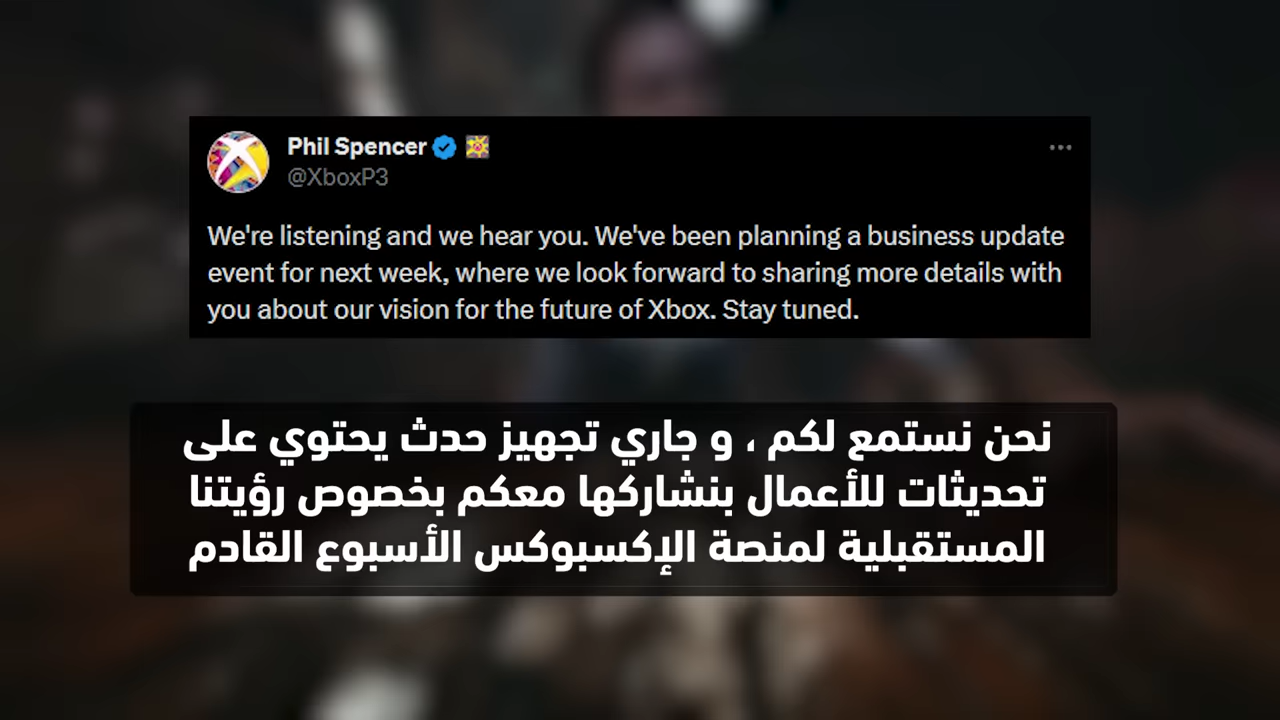 Phil Spencer
@XboxP3
We're listening and we hear you. We've been planning a business update
event for next week, where we look forward to sharing more details with
you about our vision for the future of Xbox. Stay tuned.
نحن نستمع لكم ، و جاري تجهيز حدث يحتوي على
تحديثات للأعمال بنشاركها معكم بخصوص رؤيتنا
المستقبلية لمنصة الإكسبوكس الأسبوع القادم